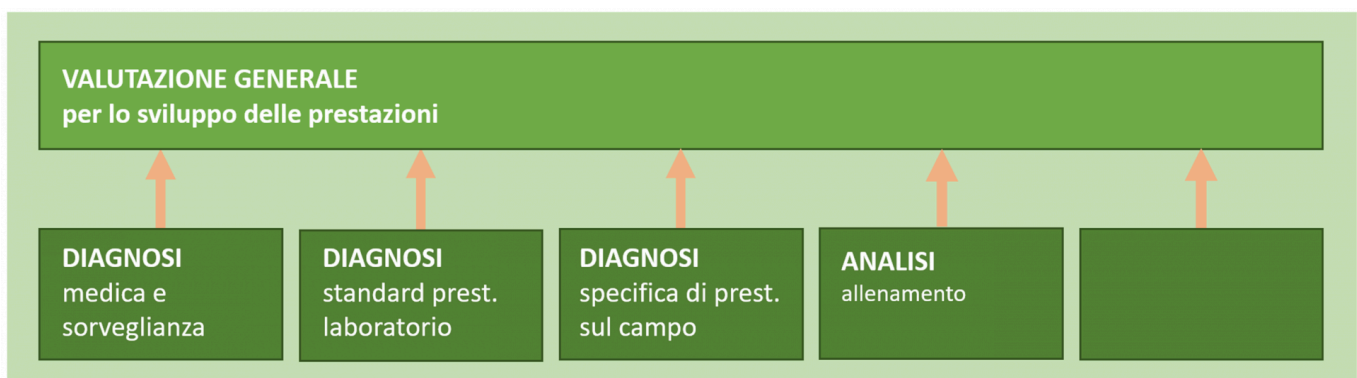 VALUTAZIONE GENERALE
per lo sviluppo delle prestazioni
DIAGNOSI
medica e
sorveglianza
DIAGNOSI
standard prest.
laboratorio
DIAGNOSI
specifica di prest.
sul campo
ANALISI
allenamento